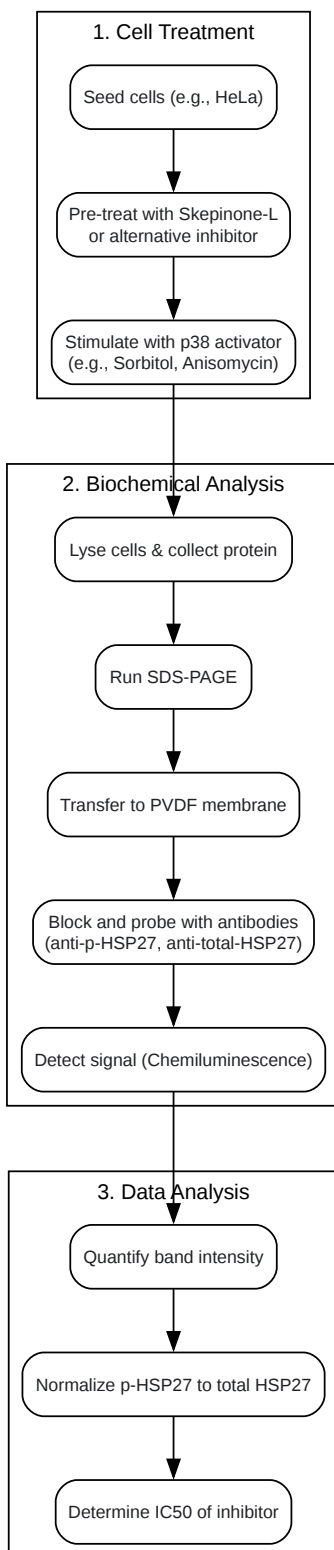 1. Cell Treatment
Seed cells (e.g., HeLa)
Pre-treat with Skepinone-L
or alternative inhibitor
Stimulate with p38 activator
(e.g., Sorbitol, Anisomycin)
2. Biochemical Analysis
Lyse cells & collect protein
Run SDS-PAGE
Transfer to PVDF membrane
Block and probe with antibodies
(anti-p-HSP27, anti-total-HSP27)
Detect signal (Chemiluminescence)
3. Data Analysis
Quantify band intensity
Normalize p-HSP27 to total HSP27
Determine IC50 of inhibitor